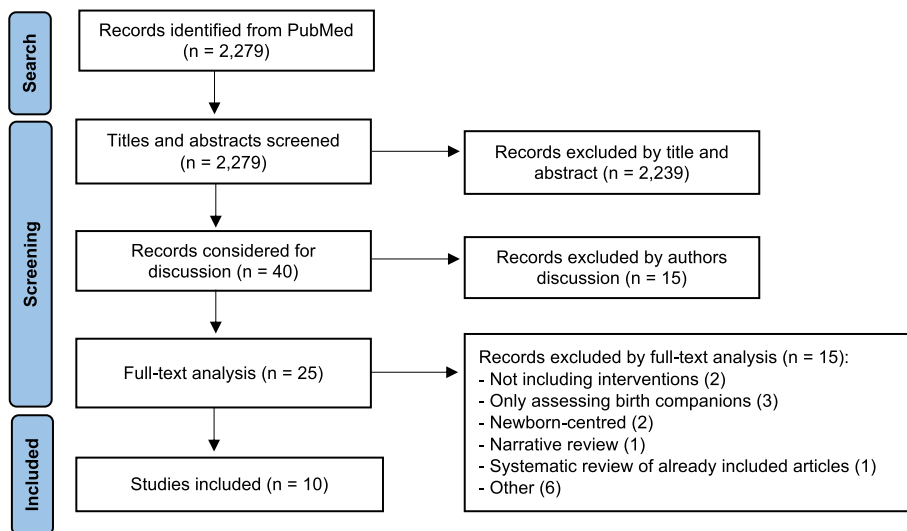 Search
Records identified from PubMed
(n = 2,279)
Screening
Titles and abstracts screened
(n = 2,279)
Records excluded by title and
abstract (n = 2,239)
Records considered for
discussion (n = 40)
Records excluded by authors
discussion (n = 15)
Full-text analysis (n = 25)
Records excluded by full-text analysis (n = 15):
- Not including interventions (2)
- Only assessing birth companions (3)
- Newborn-centred (2)
- Narrative review (1)
- Systematic review of already included articles (1)
- Other (6)
Included
Studies included (n = 10)